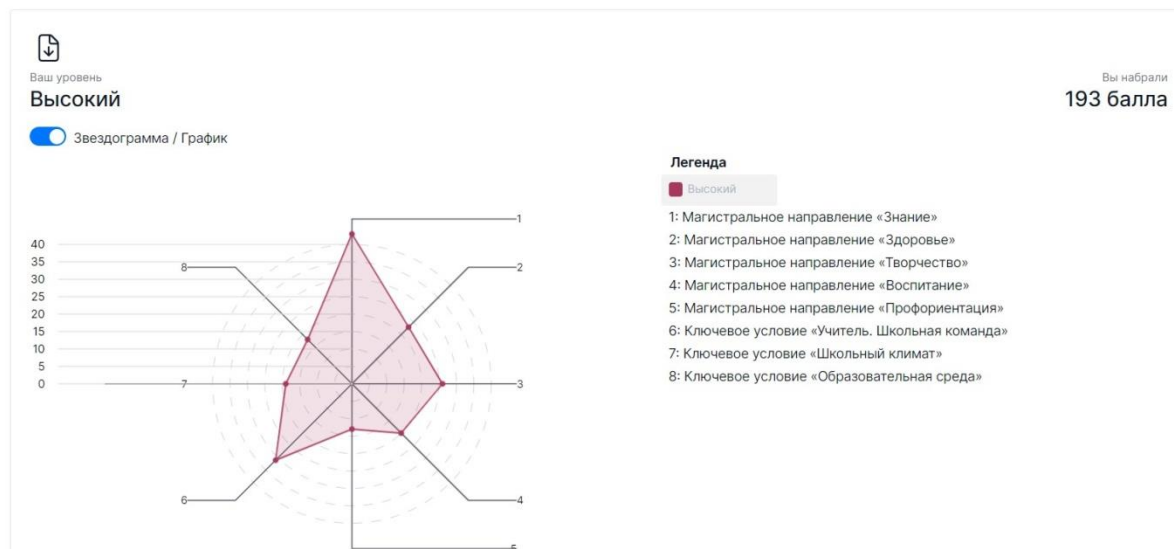 Ваш уровень
Высокий
Вы набрали
193 балла
Звездограмма / График
Легенда
Высокий
1: Магистральное направление «Знание»
2: Магистральное направление «Здоровье»
3: Магистральное направление «Творчество»
4: Магистральное направление «Воспитание»
5: Магистральное направление «Профориентация»
6: Ключевое условие «Учитель. Школьная команда»
7: Ключевое условие «Школьный климат»
8: Ключевое условие «Образовательная среда»
40
35
30
25
20
15
10
5
0
1
2
3
4
5
6
7
8